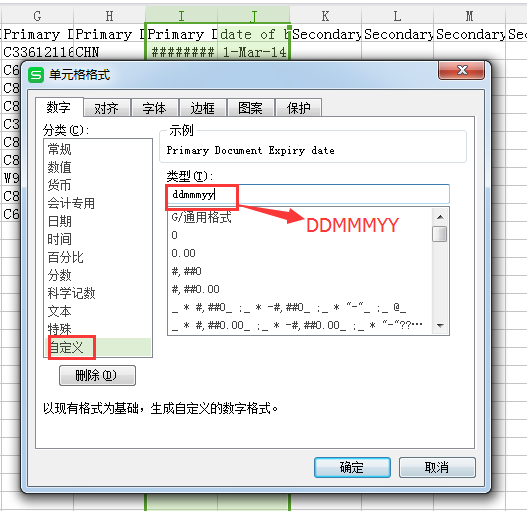 G H I J K L M
Primary D Primary D Primary D date of b Secondary Secondary Secondary Sec
C33612116 CHN ######## 1-Mar-14
C6
C8
C3
C8
C8
C8
W9
C8
C6
S 单元格格式
数字 对齐 字体 边框 图案 保护
分类(C):
常规
数值
货币
会计专用
日期
时间
百分比
分数
科学记数
文本
特殊
自定义
删除(D)
示例
Primary Document Expiry date
类型(T):
ddmmmyy
DDMMMYY
G/通用格式
0
0.00
#,##0
#,##0.00
_ * #,##0_ ;_ * -#,##0_ ;_ * "-"_ ;_ @_
_ * #,##0.00_ ;_ * -#,##0.00_ ;_ * "-"??…
以现有格式为基础，生成自定义的数字格式。
确定 取消